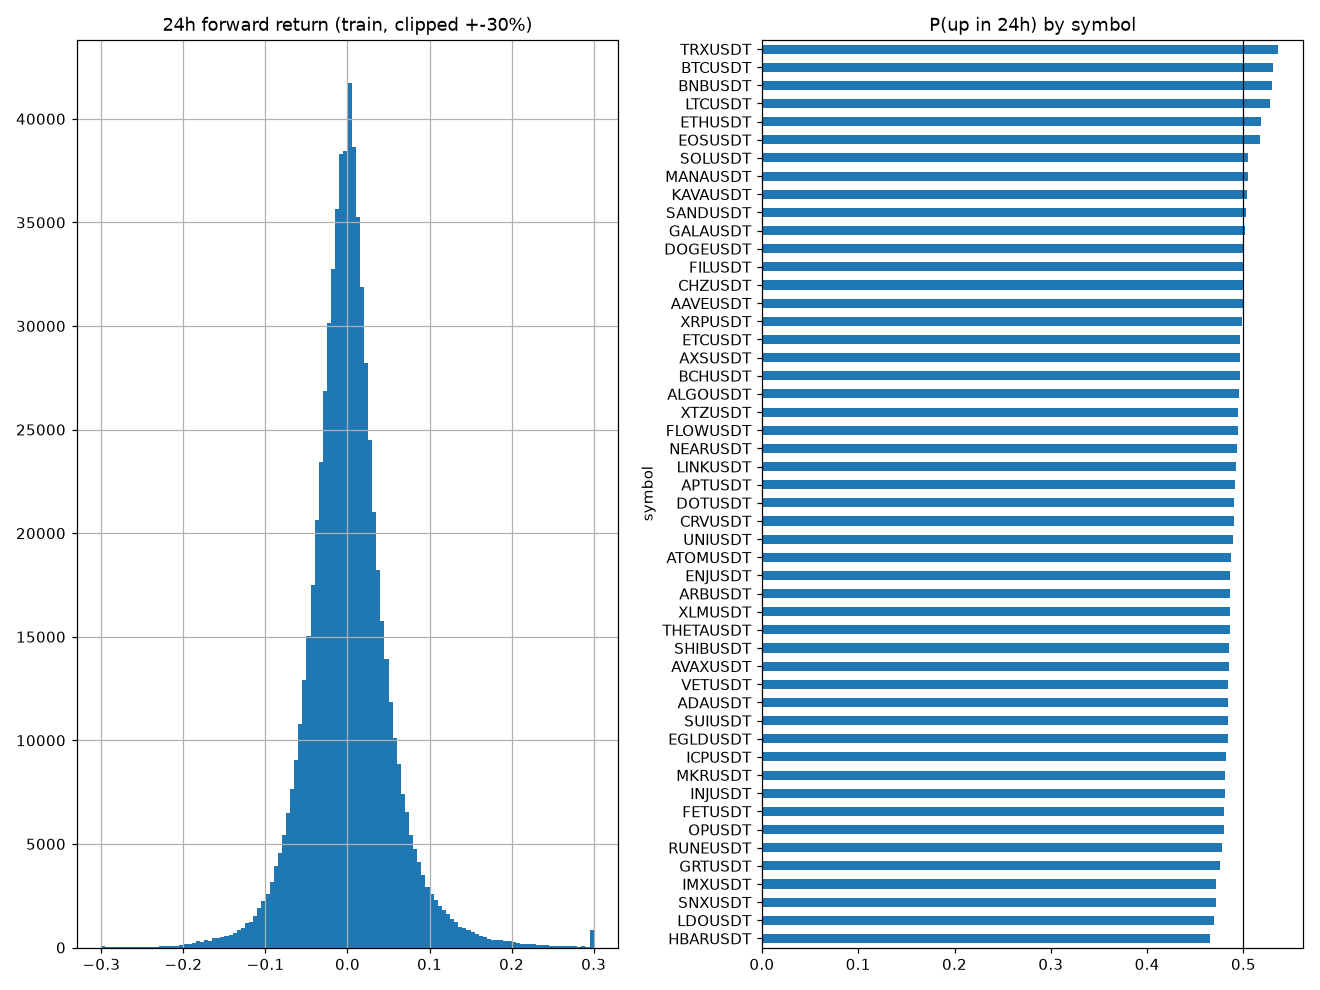 24h forward return (train, clipped +-30%)
40000
35000
30000
25000
20000
15000
10000
5000
0
−0.3
−0.2
−0.1
0.0
0.1
0.2
0.3
P(up in 24h) by symbol
symbol
TRXUSDT
BTCUSDT
BNBUSDT
LTCUSDT
ETHUSDT
EOSUSDT
SOLUSDT
MANAUSDT
KAVAUSDT
SANDUSDT
GALAUSDT
DOGEUSDT
FILUSDT
CHZUSDT
AAVEUSDT
XRPUSDT
ETCUSDT
AXSUSDT
BCHUSDT
ALGOUSDT
XTZUSDT
FLOWUSDT
NEARUSDT
LINKUSDT
APTUSDT
DOTUSDT
CRVUSDT
UNIUSDT
ATOMUSDT
ENJUSDT
ARBUSDT
XLMUSDT
THETAUSDT
SHIBUSDT
AVAXUSDT
VETUSDT
ADAUSDT
SUIUSDT
EGLDUSDT
ICPUSDT
MKRUSDT
INJUSDT
FETUSDT
OPUSDT
RUNEUSDT
GRTUSDT
IMXUSDT
SNXUSDT
LDOUSDT
HBARUSDT
0.0
0.1
0.2
0.3
0.4
0.5